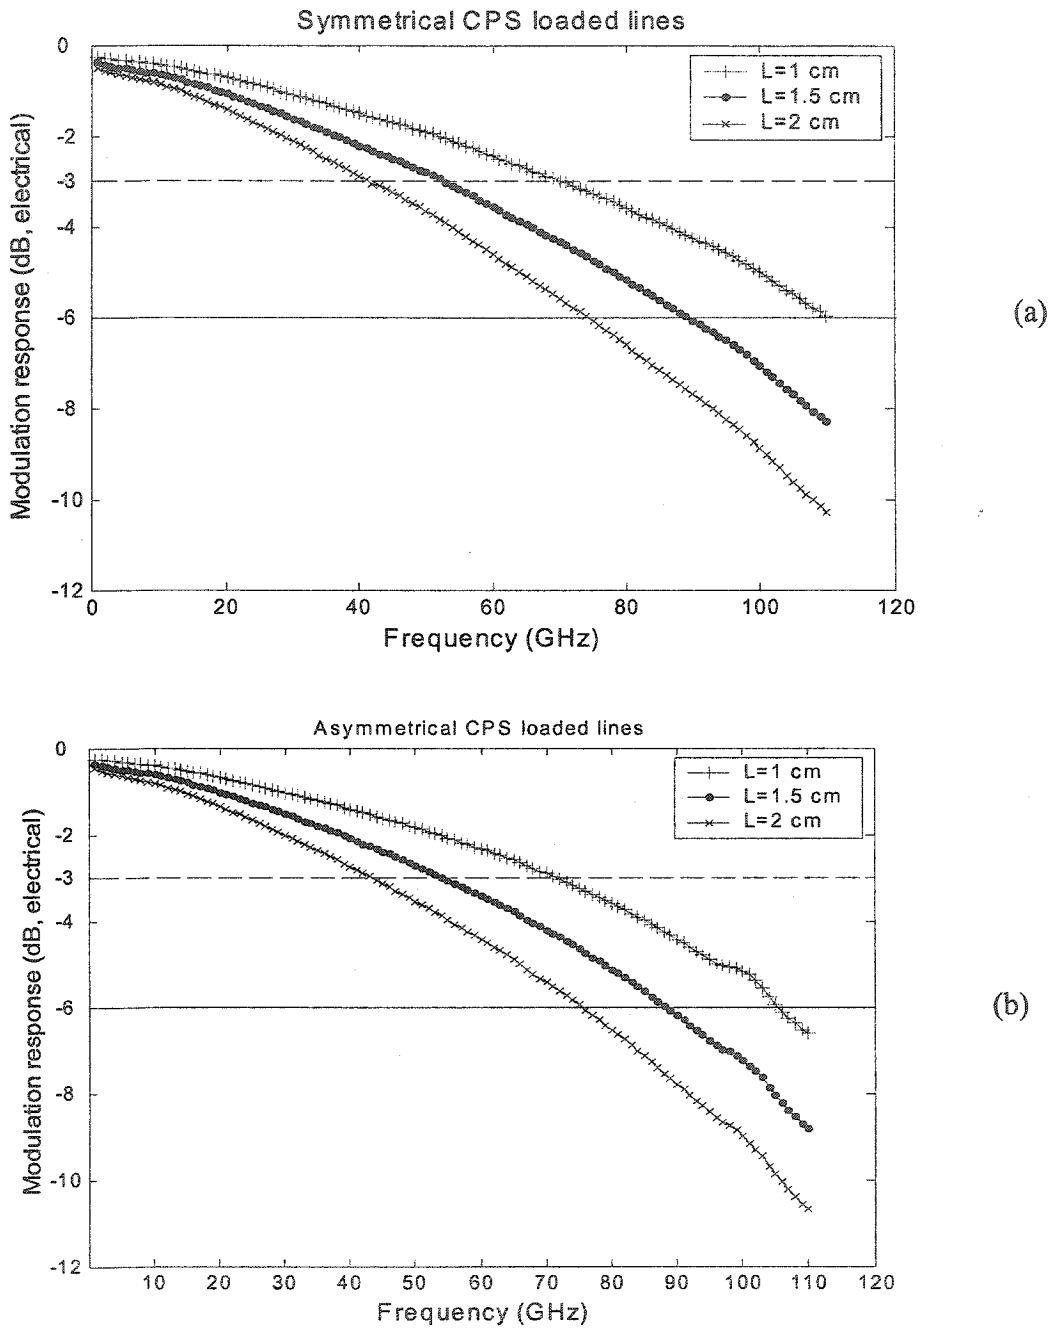 Symmetrical CPS loaded lines
L=1 cm
L=1.5 cm
L=2 cm
0
-2
-3
-4
-6
-8
-10
-12
Modulation response (dB, electrical)
0 20 40 60 80 100 120
Frequency (GHz)
(a)
Asymmetrical CPS loaded lines
L=1 cm
L=1.5 cm
L=2 cm
0
-2
-3
-4
-6
-8
-10
-12
Modulation response (dB, electrical)
10 20 30 40 50 60 70 80 90 100 110 120
Frequency (GHz)
(b)